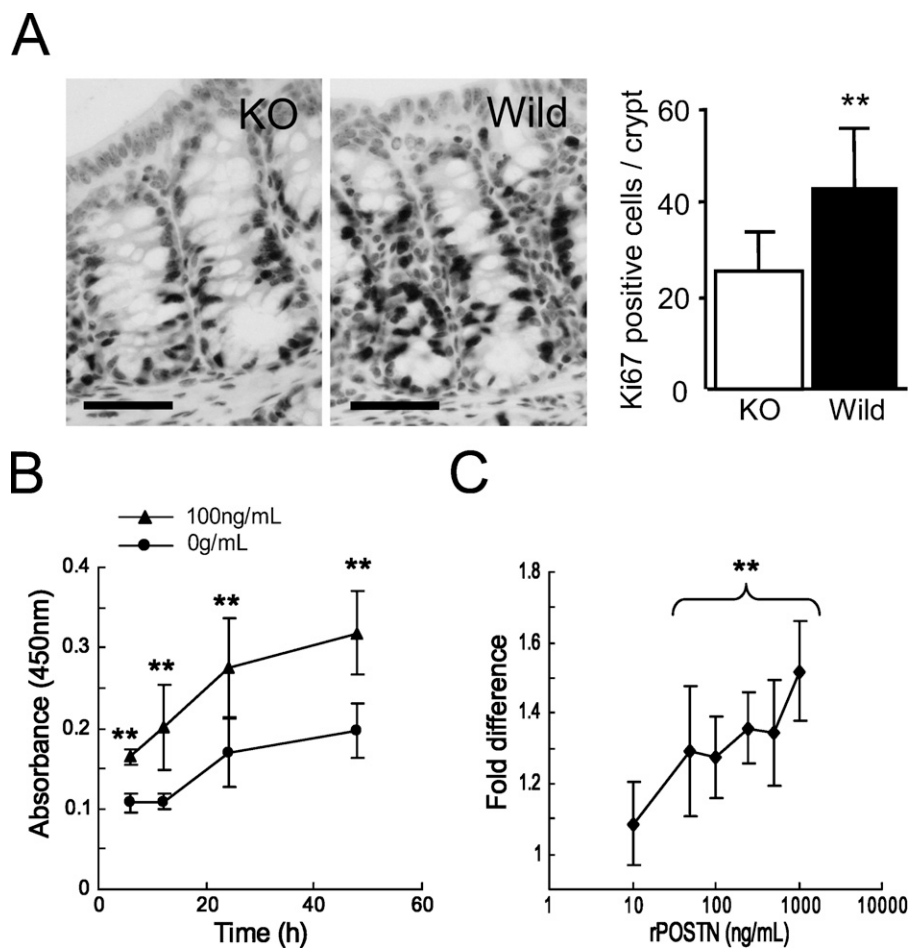 A
KO
Wild
Ki67 positive cells / crypt
60
40
20
0
**
KO
Wild
B
100ng/mL
0g/mL
Absorbance (450nm)
0.4
0.3
0.2
0.1
0
**
**
**
**
0
20
40
60
Time (h)
C
Fold difference
1.8
1.6
1.4
1.2
1
**
1
10
100
1000
10000
rPOSTN (ng/mL)